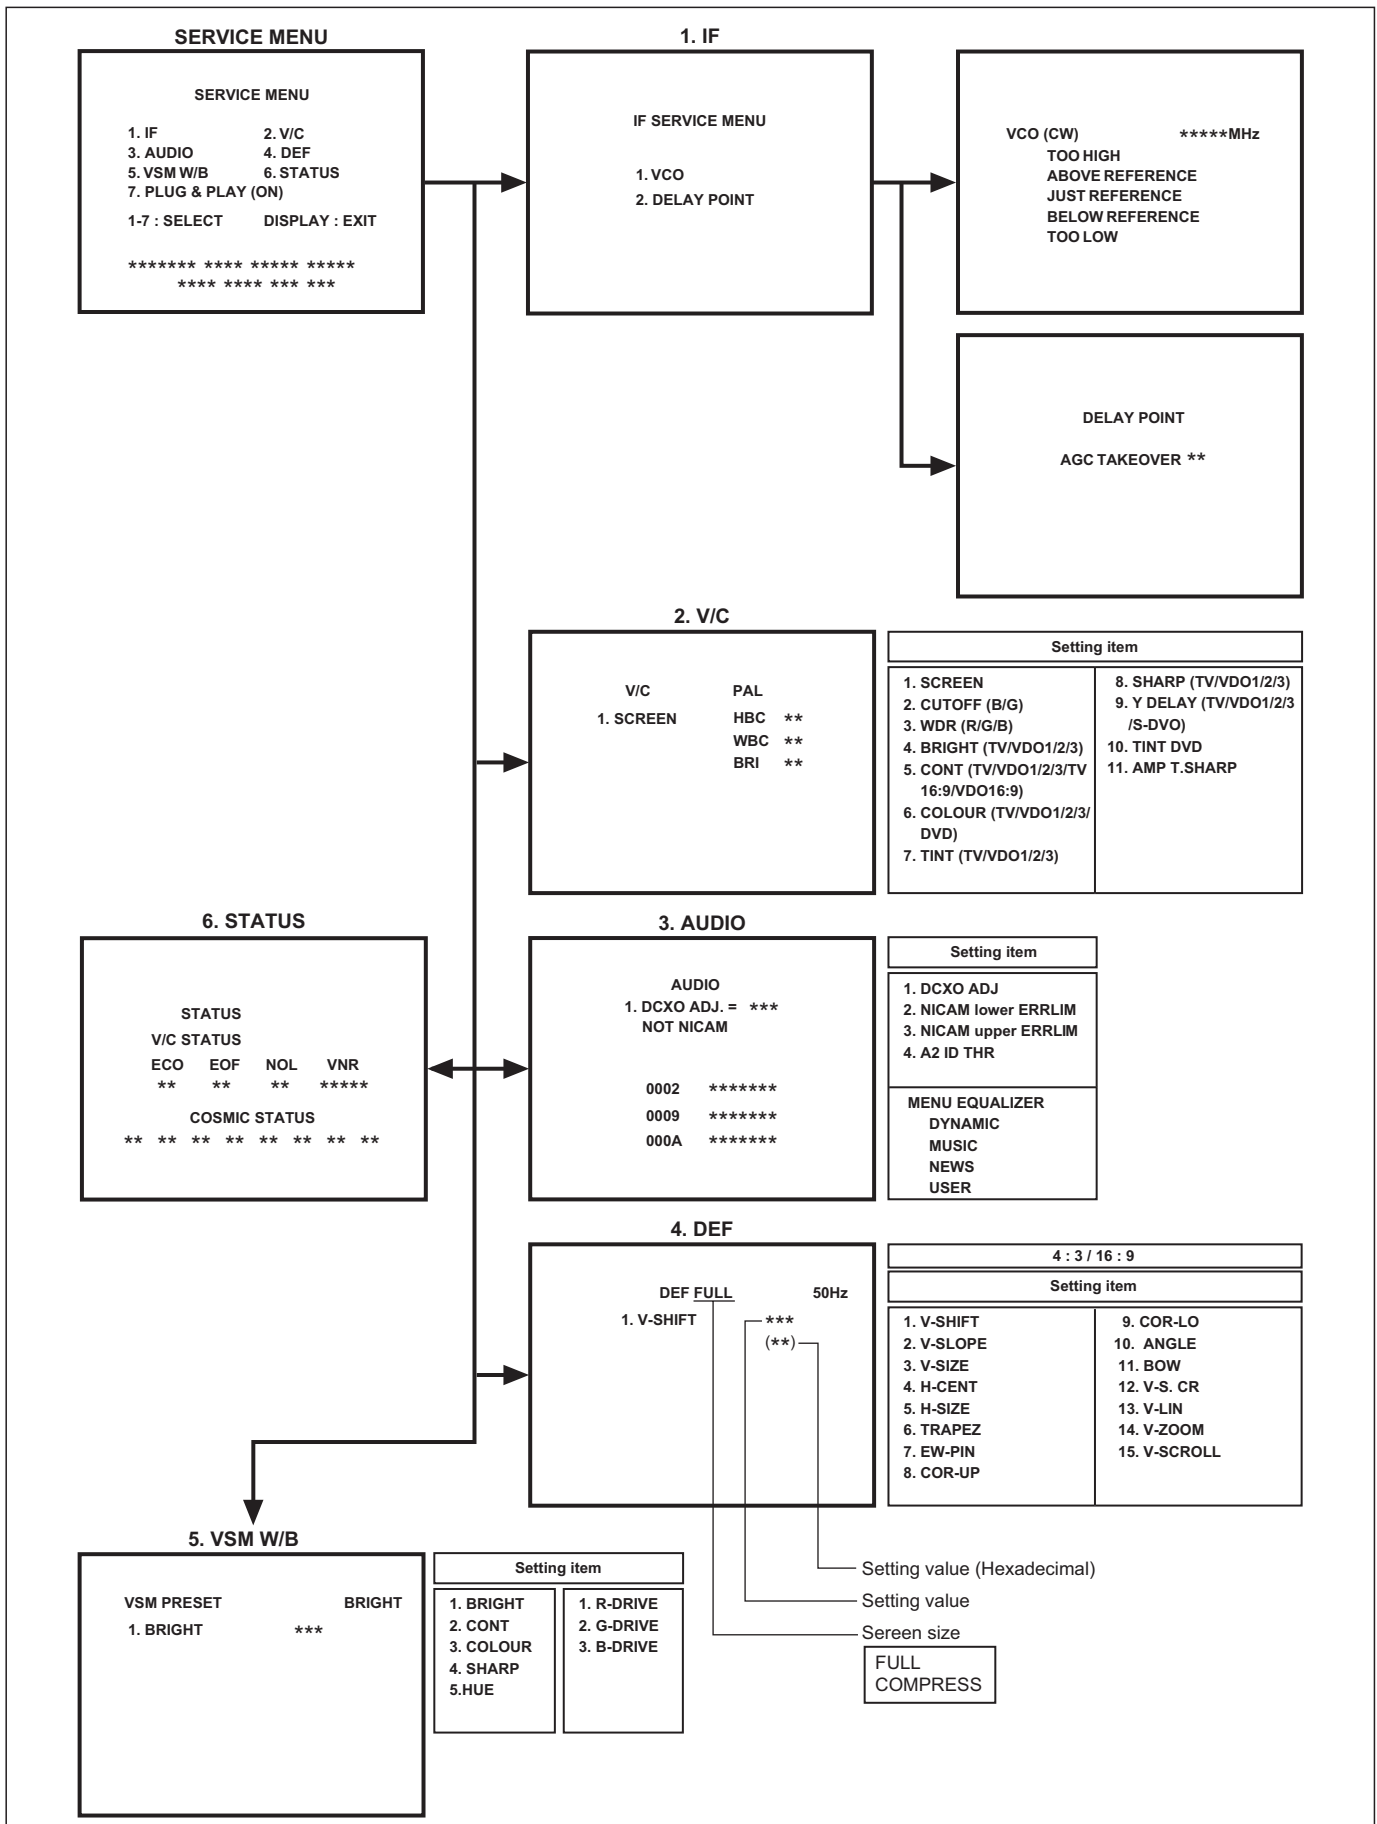 SERVICE MENU
SERVICE MENU
1. IF 2. V/C
3. AUDIO 4. DEF
5. VSM W/B 6. STATUS
7. PLUG & PLAY (ON)
1-7 : SELECT DISPLAY : EXIT
******* **** ***** *****
**** **** *** ***
1. IF
IF SERVICE MENU
1. VCO
2. DELAY POINT
VCO (CW) *****MHz
TOO HIGH
ABOVE REFERENCE
JUST REFERENCE
BELOW REFERENCE
TOO LOW
DELAY POINT
AGC TAKEOVER **
2. V/C
V/C PAL
1. SCREEN HBC **
WBC **
BRI **
Setting item
1. SCREEN
2. CUTOFF (B/G)
3. WDR (R/G/B)
4. BRIGHT (TV/VDO1/2/3)
5. CONT (TV/VDO1/2/3/TV
16:9/VDO16:9)
6. COLOUR (TV/VDO1/2/3/
DVD)
7. TINT (TV/VDO1/2/3)
8. SHARP (TV/VDO1/2/3)
9. Y DELAY (TV/VDO1/2/3
/S-DVO)
10. TINT DVD
11. AMP T.SHARP
6. STATUS
STATUS
V/C STATUS
ECO EOF NOL VNR
** ** ** *****
COSMIC STATUS
** ** ** ** ** ** ** **
3. AUDIO
AUDIO
1. DCXO ADJ. = ***
NOT NICAM
0002 *******
0009 *******
000A *******
Setting item
1. DCXO ADJ
2. NICAM lower ERRLIM
3. NICAM upper ERRLIM
4. A2 ID THR
MENU EQUALIZER
DYNAMIC
MUSIC
NEWS
USER
4. DEF
DEF FULL 50Hz
1. V-SHIFT ***
(**)
4 : 3 / 16 : 9
Setting item
1. V-SHIFT
2. V-SLOPE
3. V-SIZE
4. H-CENT
5. H-SIZE
6. TRAPEZ
7. EW-PIN
8. COR-UP
9. COR-LO
10. ANGLE
11. BOW
12. V-S. CR
13. V-LIN
14. V-ZOOM
15. V-SCROLL
Setting value (Hexadecimal)
Setting value
Sereen size
FULL
COMPRESS
5. VSM W/B
VSM PRESET BRIGHT
1. BRIGHT ***
Setting item
1. BRIGHT
2. CONT
3. COLOUR
4. SHARP
5.HUE
1. R-DRIVE
2. G-DRIVE
3. B-DRIVE